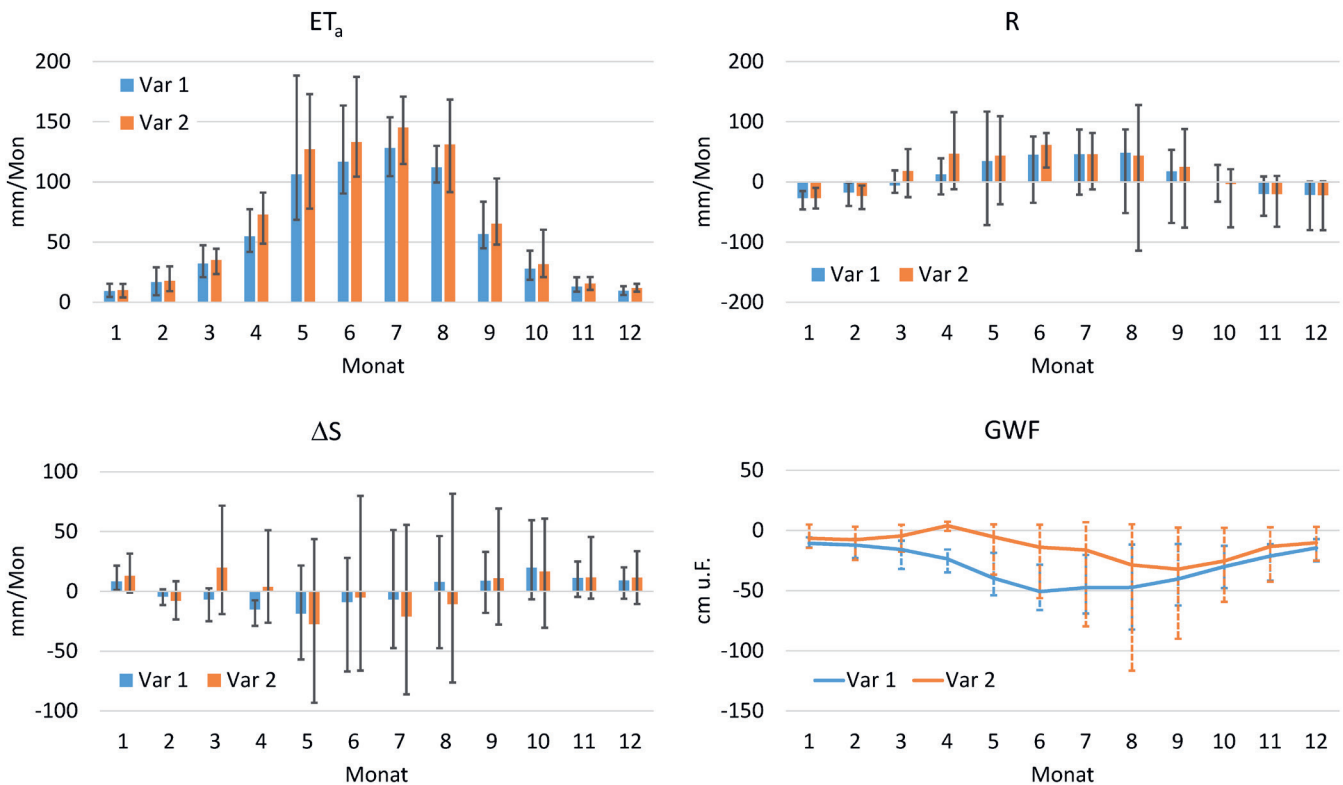 ETa
200
150
100
50
0
mm/Mon
Var 1
Var 2
1 2 3 4 5 6 7 8 9 10 11 12
Monat
R
200
100
0
-100
-200
mm/Mon
Var 1 Var 2
1 2 3 4 5 6 7 8 9 10 11 12
Monat
ΔS
100
50
0
-50
-100
mm/Mon
Var 1 Var 2
1 2 3 4 5 6 7 8 9 10 11 12
Monat
GWF
50
0
-50
-100
-150
cm u.F.
Var 1 Var 2
1 2 3 4 5 6 7 8 9 10 11 12
Monat